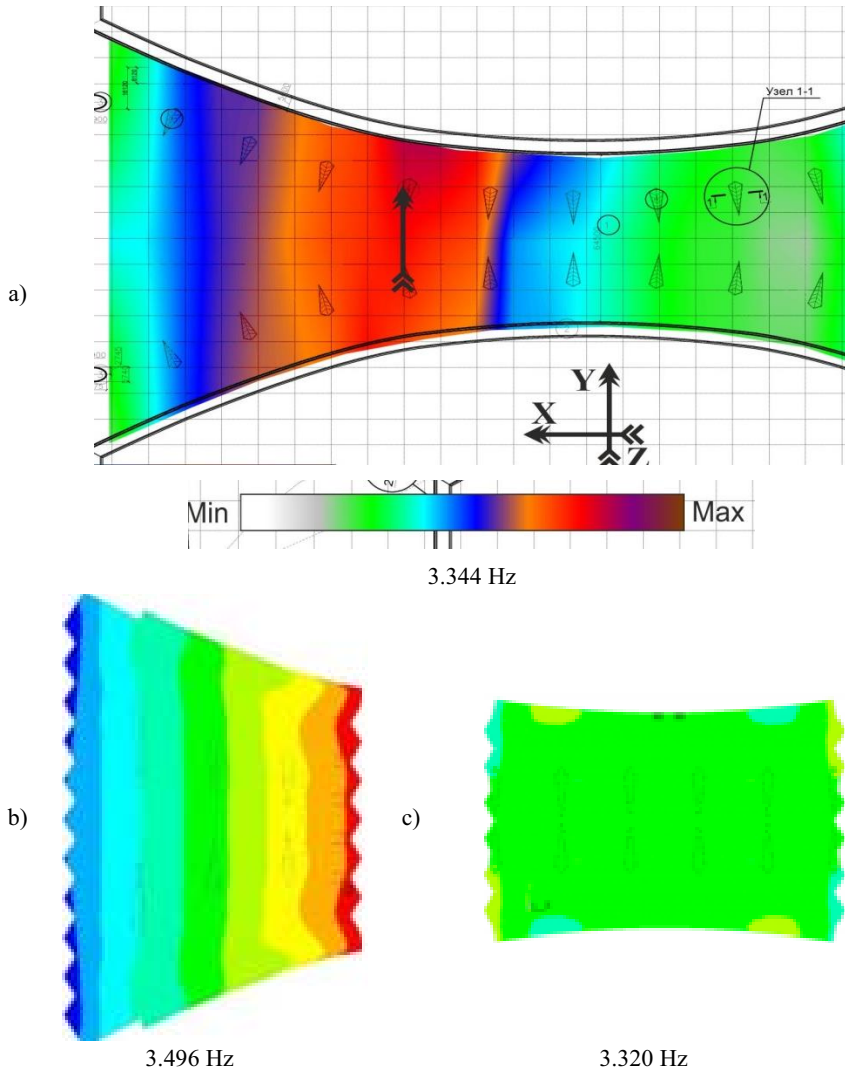 Узел 1-1
a)
Y
X
Z
Min
Max
3.344 Hz
b)
c)
3.496 Hz
3.320 Hz